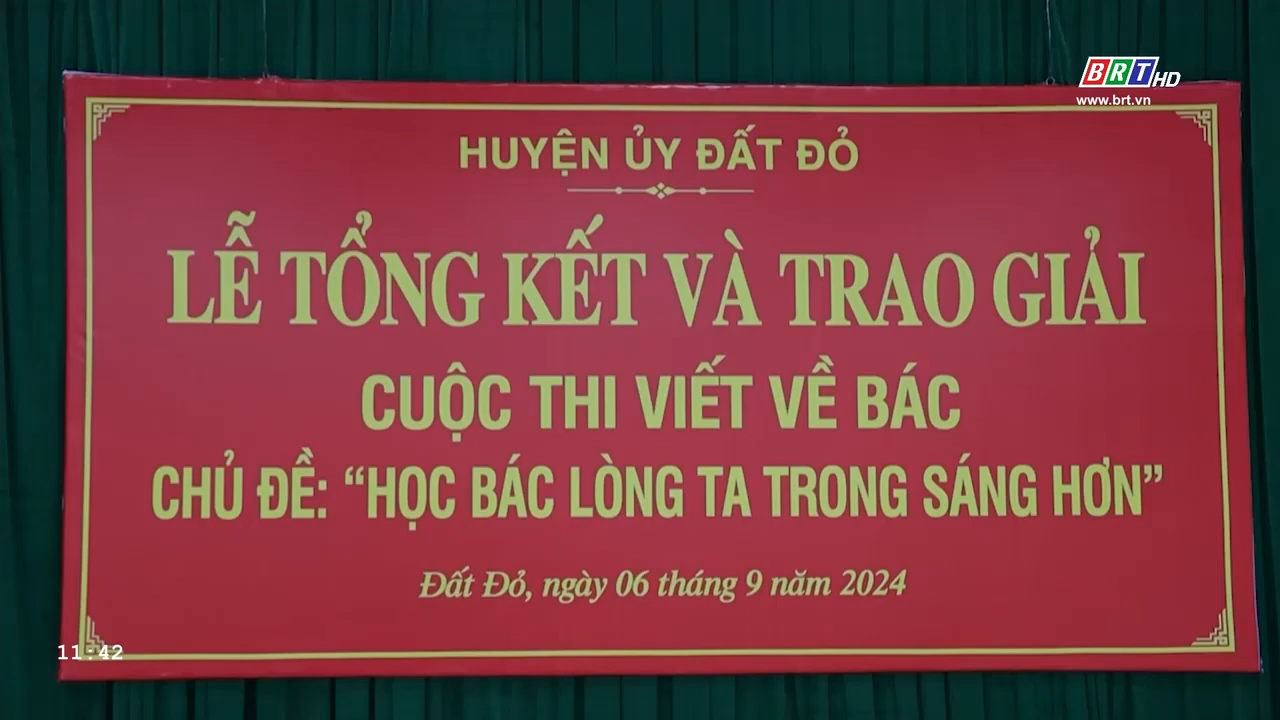 BRT HD
www.brt.vn
HUYỆN ỦY ĐẤT ĐỎ
LỄ TỔNG KẾT VÀ TRAO GIẢI
CUỘC THI VIẾT VỀ BÁC
CHỦ ĐỀ: “HỌC BÁC LÒNG TA TRONG SÁNG HƠN”
Đất Đỏ, ngày 06 tháng 9 năm 2024
11:42